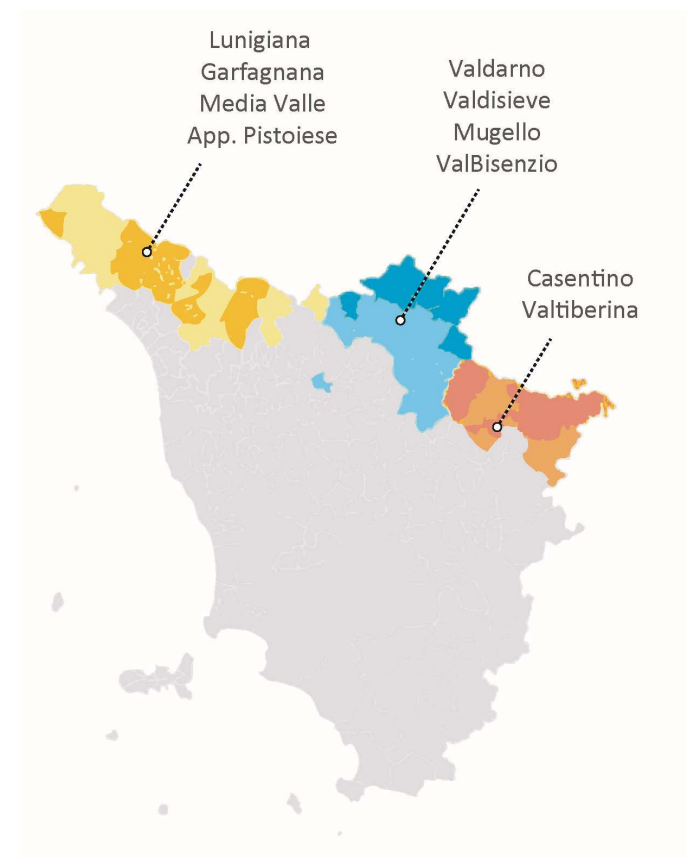 Lunigiana
Garfagnana
Media Valle
App. Pistoiese
Valdarno
Valdisieve
Mugello
ValBisenzio
Casentino
Valtiberina